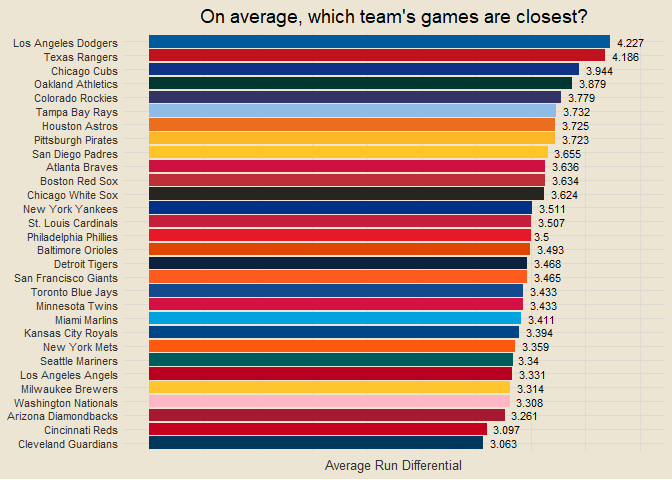 On average, which team's games are closest?
Los Angeles Dodgers 4.227
Texas Rangers 4.186
Chicago Cubs 3.944
Oakland Athletics 3.879
Colorado Rockies 3.779
Tampa Bay Rays 3.732
Houston Astros 3.725
Pittsburgh Pirates 3.723
San Diego Padres 3.655
Atlanta Braves 3.636
Boston Red Sox 3.634
Chicago White Sox 3.624
New York Yankees 3.511
St. Louis Cardinals 3.507
Philadelphia Phillies 3.5
Baltimore Orioles 3.493
Detroit Tigers 3.468
San Francisco Giants 3.465
Toronto Blue Jays 3.433
Minnesota Twins 3.433
Miami Marlins 3.411
Kansas City Royals 3.394
New York Mets 3.359
Seattle Mariners 3.34
Los Angeles Angels 3.331
Milwaukee Brewers 3.314
Washington Nationals 3.308
Arizona Diamondbacks 3.261
Cincinnati Reds 3.097
Cleveland Guardians 3.063
Average Run Differential